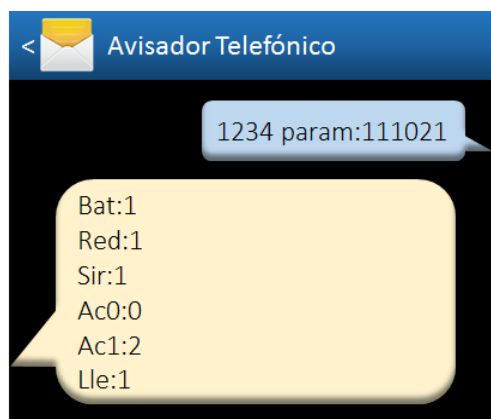 < Avisador Telefónico
1234 param:111021
Bat:1
Red:1
Sir:1
Ac0:0
Ac1:2
Lle:1